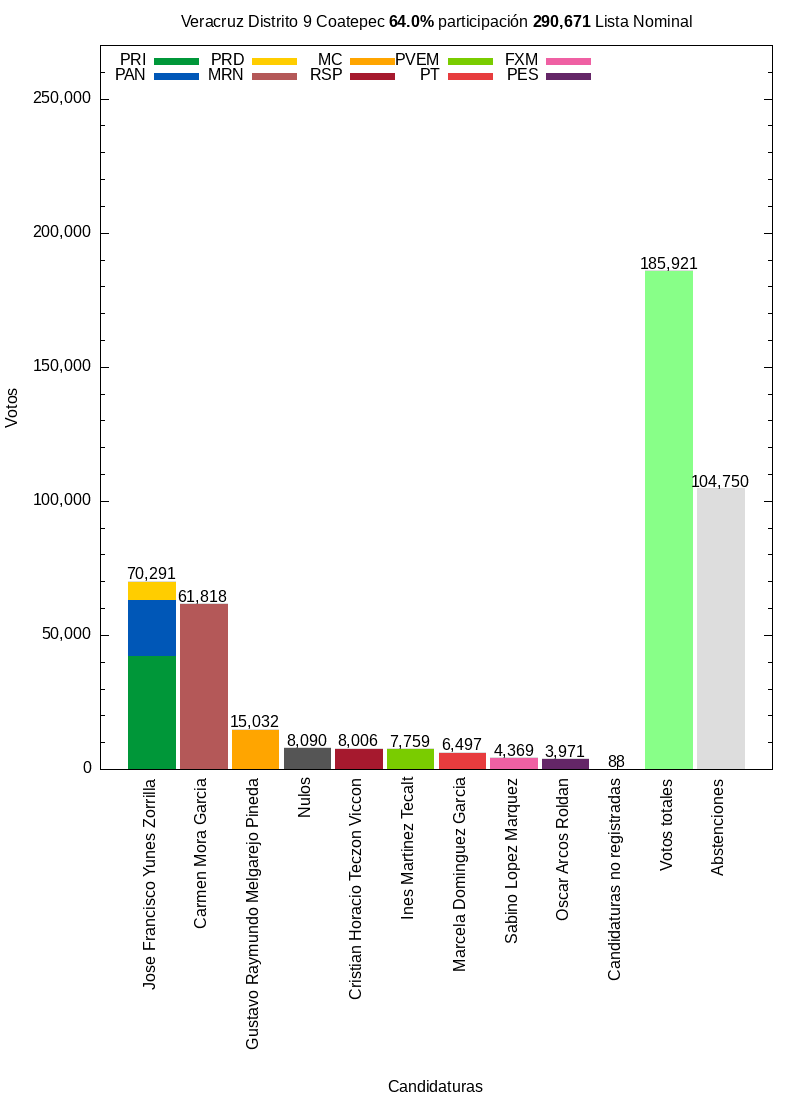 Veracruz Distrito 9 Coatepec 64.0% participación 290,671 Lista Nominal
PRI PRD MC PVEM FXM
PAN MRN RSP PT PES
250,000
200,000
150,000
100,000
50,000
0
Votos
70,291
61,818
15,032
8,090
8,006
7,759
6,497
4,369
3,971
88
185,921
104,750
Jose Francisco Yunes Zorrilla
Carmen Mora Garcia
Gustavo Raymundo Melgarejo Pineda
Nulos
Cristian Horacio Teczon Viccon
Ines Martinez Tecalt
Marcela Dominguez Garcia
Sabino Lopez Marquez
Oscar Arcos Roldan
Candidaturas no registradas
Votos totales
Abstenciones
Candidaturas